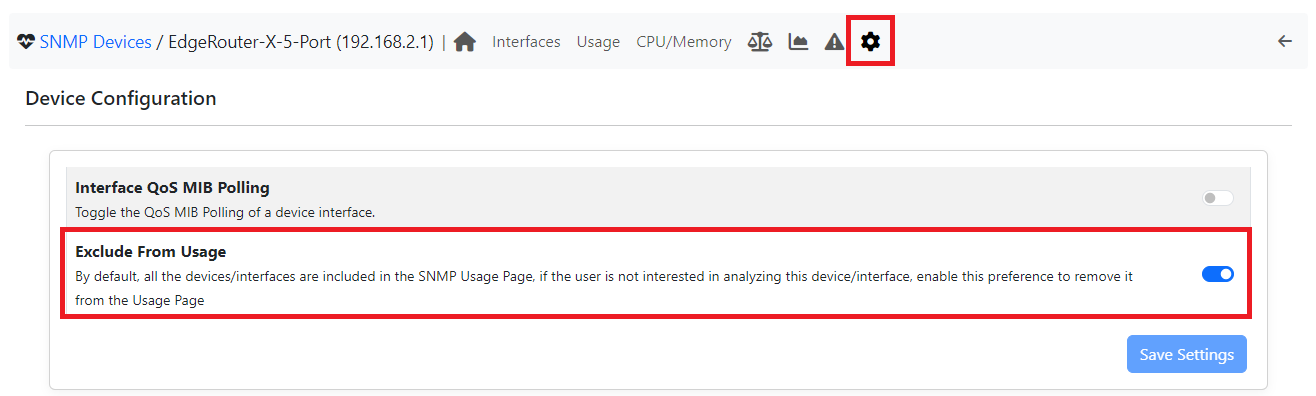 SNMP Devices / EdgeRouter-X-5-Port (192.168.2.1) | Interfaces Usage CPU/Memory
Device Configuration
Interface QoS MIB Polling
Toggle the QoS MIB Polling of a device interface.
Exclude From Usage
By default, all the devices/interfaces are included in the SNMP Usage Page, if the user is not interested in analyzing this device/interface, enable this preference to remove it
from the Usage Page
Save Settings